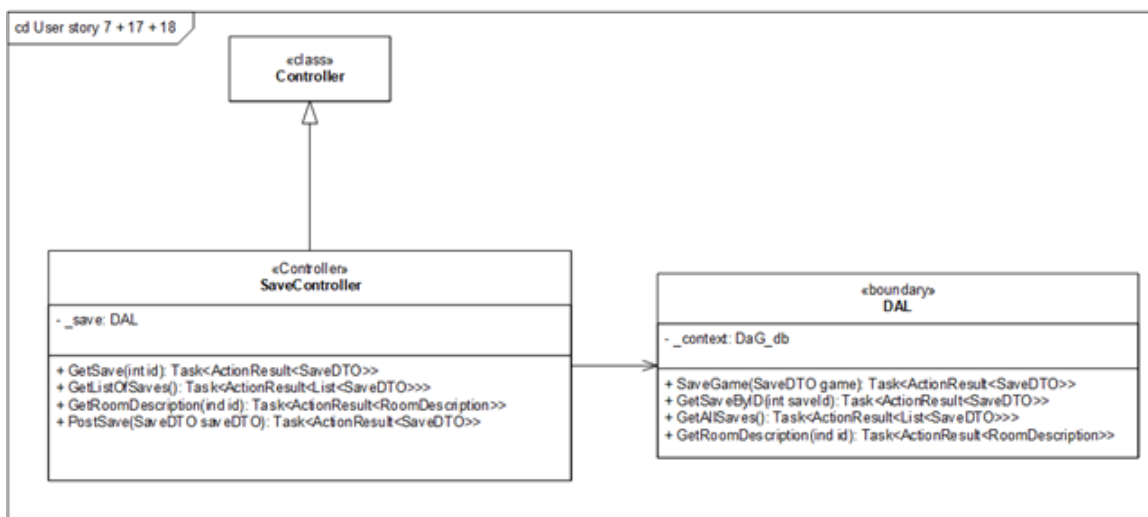 cd User story 7 + 17 + 18
«class»
Controller
«Controller»
SaveController
- _save: DAL
+ GetSave(int id): Task<ActionResult<SaveDTO>>
+ GetListOfSaves(): Task<ActionResult<List<SaveDTO>>>
+ GetRoomDescription(ind id): Task<ActionResult<RoomDescription>>
+ PostSave(SaveDTO saveDTO): Task<ActionResult<SaveDTO>>
«boundary»
DAL
- _context: DaG_db
+ SaveGame(SaveDTO game): Task<ActionResult<SaveDTO>>
+ GetSaveByID(int saveId): Task<ActionResult<SaveDTO>>
+ GetAllSaves(): Task<ActionResult<List<SaveDTO>>>
+ GetRoomDescription(ind id): Task<ActionResult<RoomDescription>>